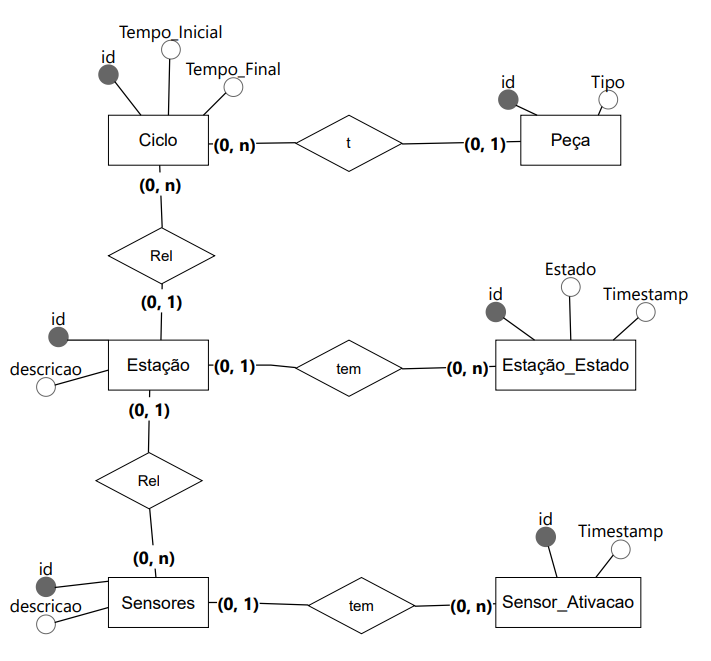 Tempo_Inicial
id
Tempo_Final
id
Tipo
Ciclo
(0, n)
t
(0, 1)
Peça
(0, n)
Rel
(0, 1)
Estado
id
Timestamp
id
descricao
Estação
(0, 1)
tem
(0, n)
Estação_Estado
(0, 1)
Rel
(0, n)
id
Timestamp
id
descricao
Sensores
(0, 1)
tem
(0, n)
Sensor_Ativacao